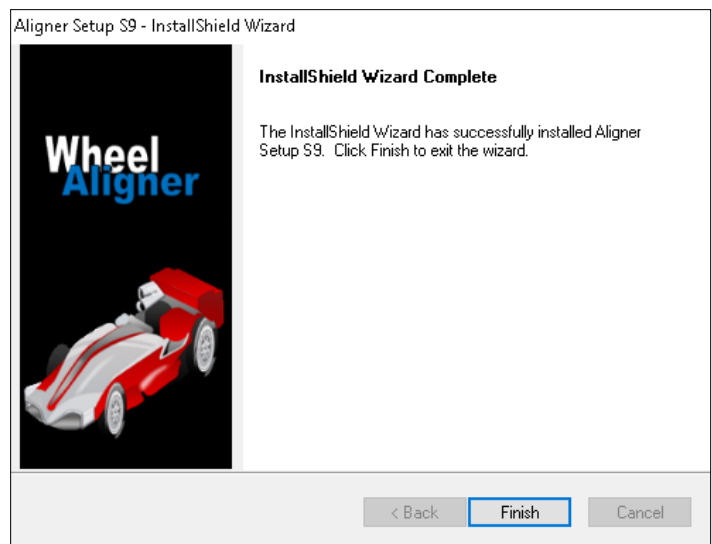 Aligner Setup S9 - InstallShield Wizard
InstallShield Wizard Complete
The InstallShield Wizard has successfully installed Aligner
Setup S9. Click Finish to exit the wizard.
Wheel
Aligner
< Back
Finish
Cancel